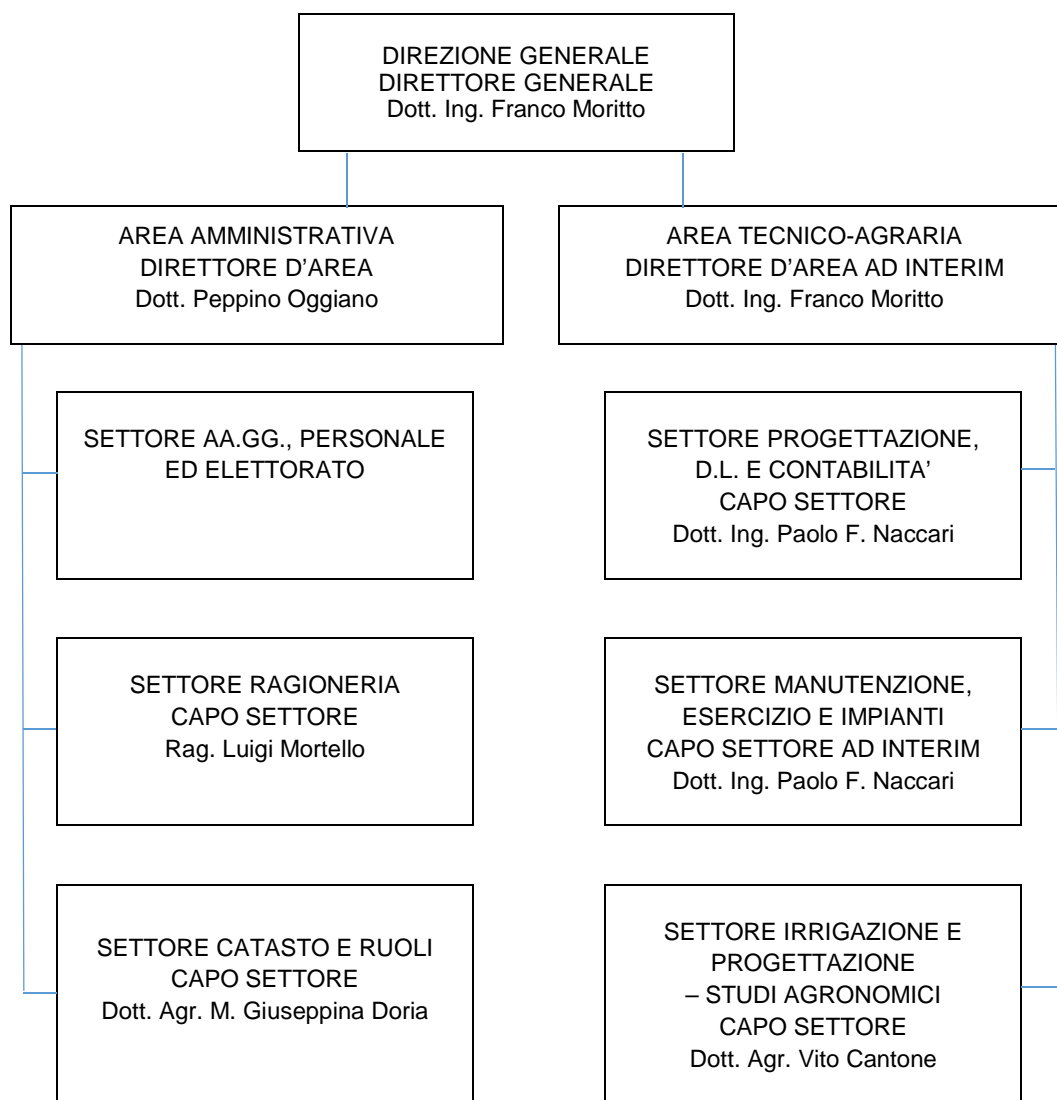 DIREZIONE GENERALE
DIRETTORE GENERALE
Dott. Ing. Franco Moritto
AREA AMMINISTRATIVA
DIRETTORE D’AREA
Dott. Peppino Oggiano
AREA TECNICO-AGRARIA
DIRETTORE D’AREA AD INTERIM
Dott. Ing. Franco Moritto
SETTORE AA.GG., PERSONALE
ED ELETTORATO
SETTORE PROGETTAZIONE,
D.L. E CONTABILITA’
CAPO SETTORE
Dott. Ing. Paolo F. Naccari
SETTORE RAGIONERIA
CAPO SETTORE
Rag. Luigi Mortello
SETTORE MANUTENZIONE,
ESERCIZIO E IMPIANTI
CAPO SETTORE AD INTERIM
Dott. Ing. Paolo F. Naccari
SETTORE CATASTO E RUOLI
CAPO SETTORE
Dott. Agr. M. Giuseppina Doria
SETTORE IRRIGAZIONE E
PROGETTAZIONE
– STUDI AGRONOMICI
CAPO SETTORE
Dott. Agr. Vito Cantone